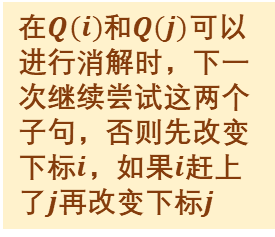 在Q(i)和Q(j)可以
进行消解时，下一
次继续尝试这两个
子句，否则先改变
下标i，如果i赶上
了j再改变下标j